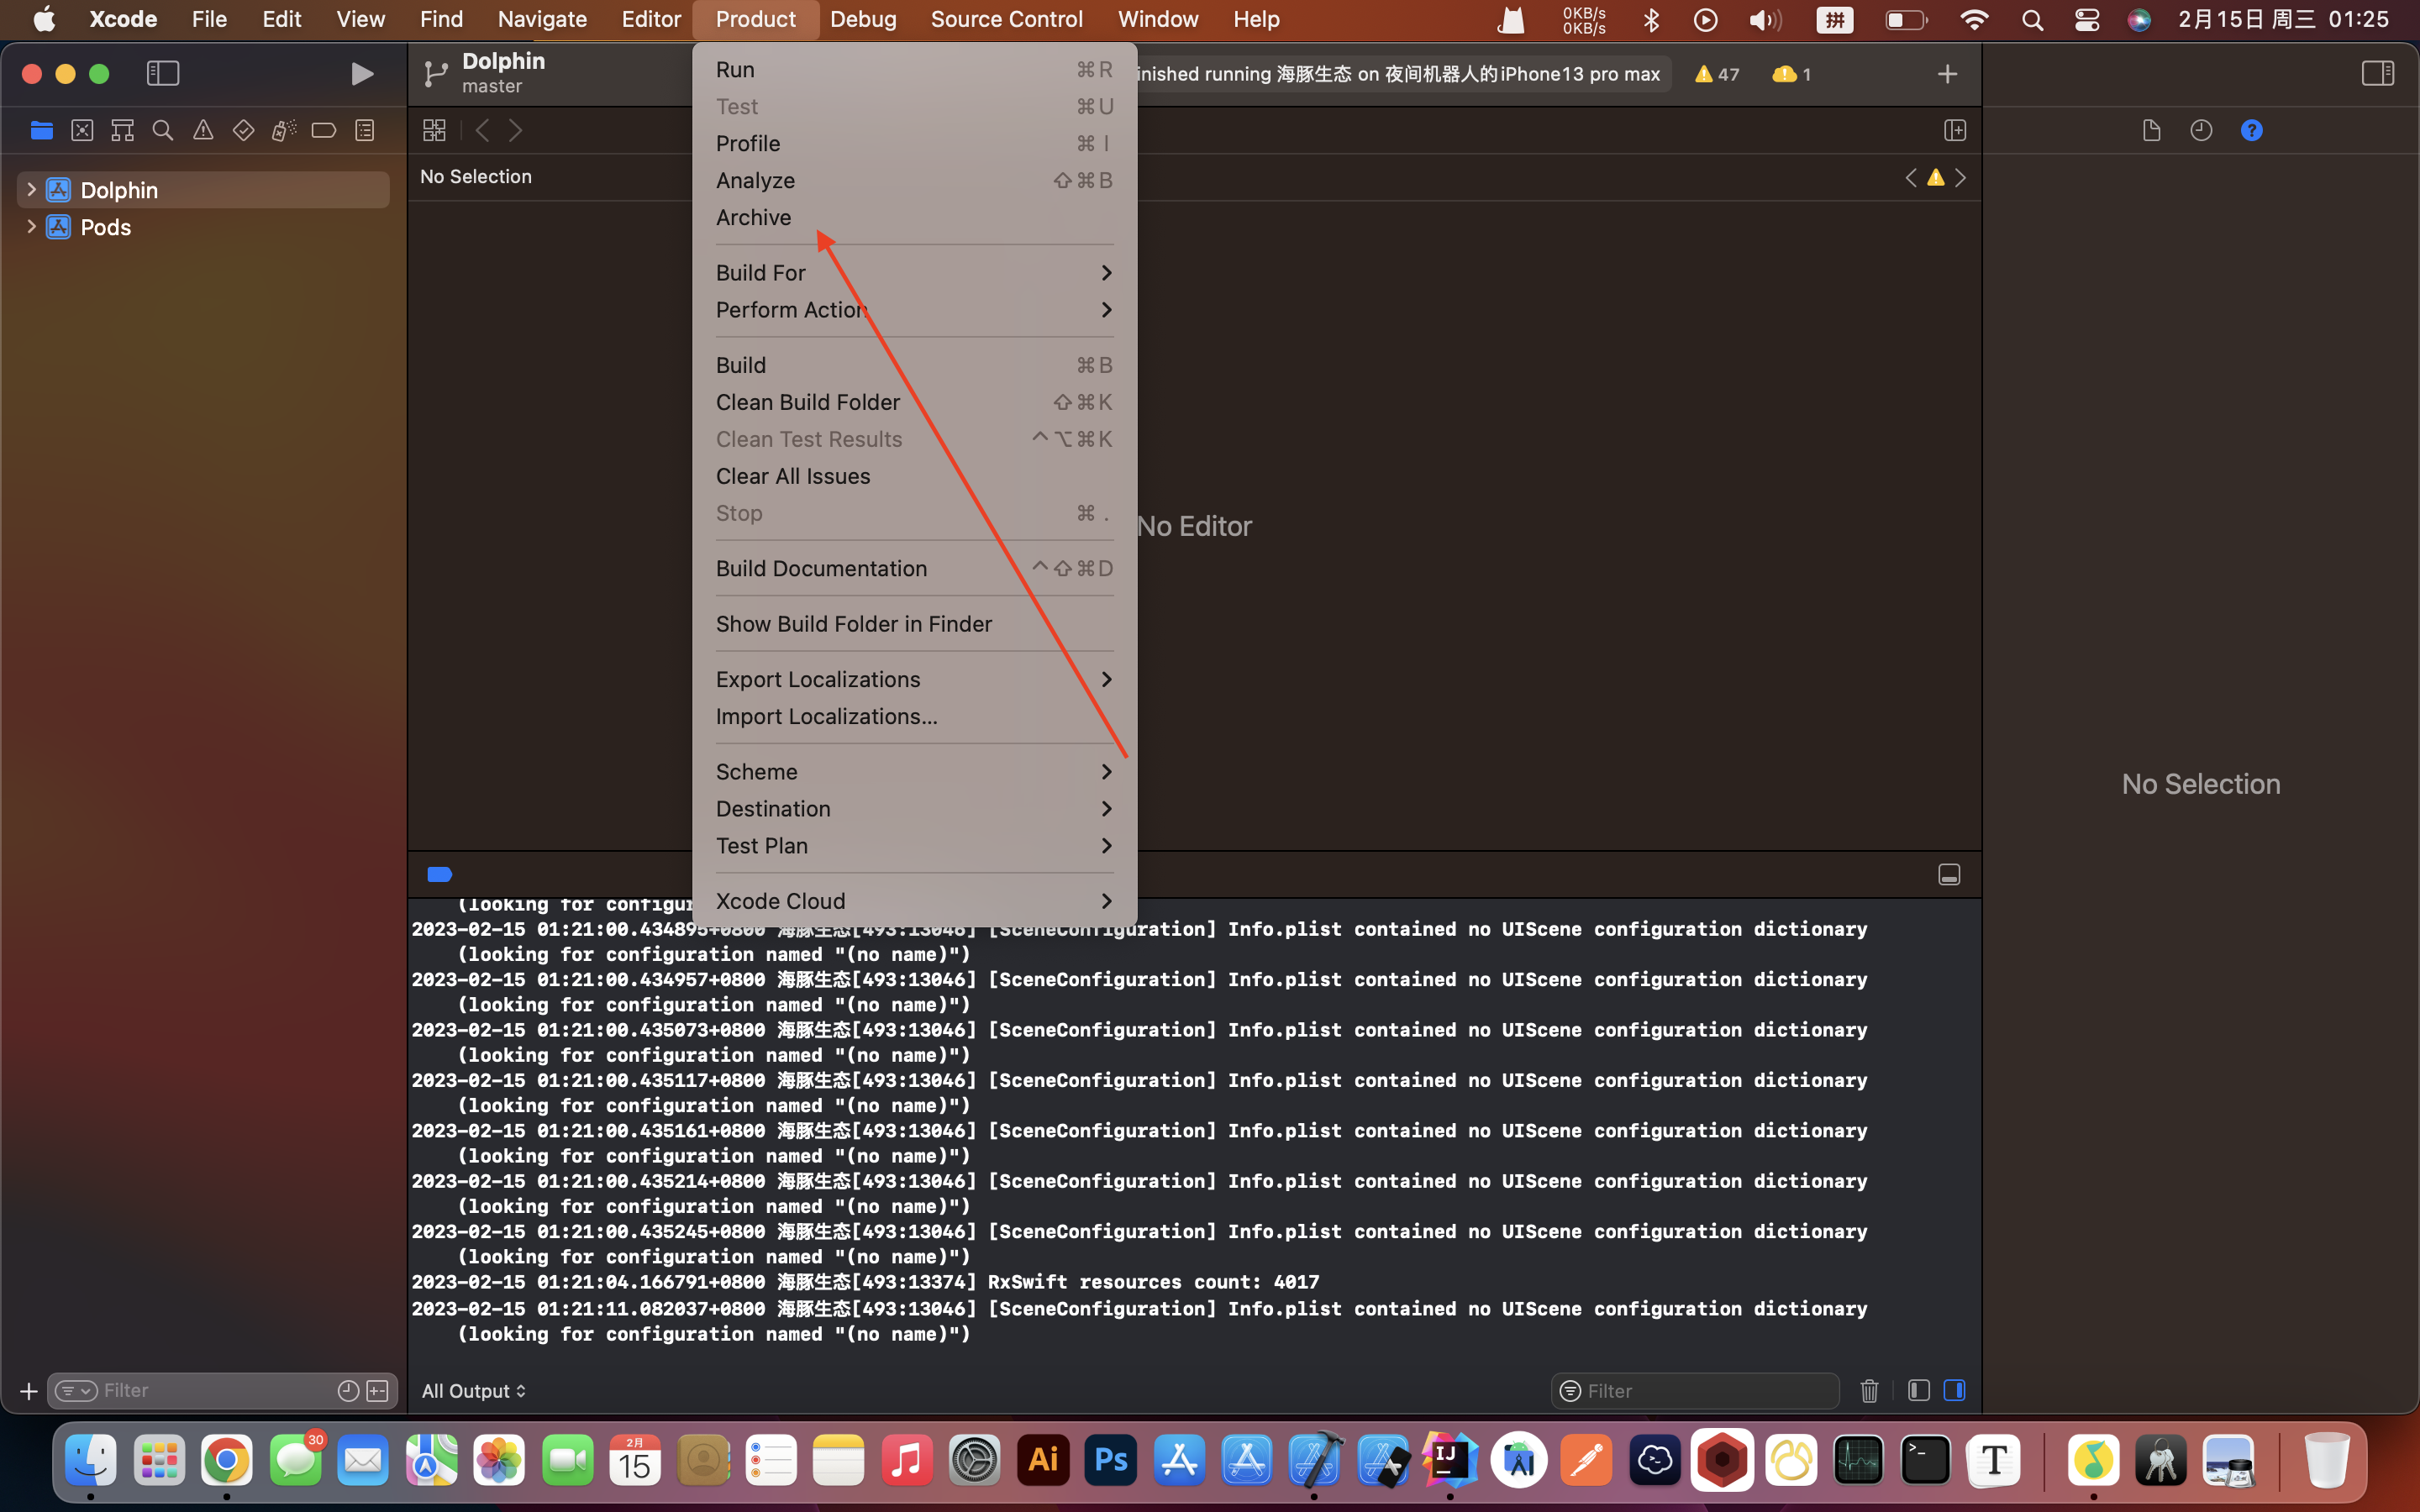 Xcode File Edit View Find Navigate Editor Product Debug Source Control Window Help 0KB/s 拼 2月15日 周三 01:25
0KB/s
Dolphin
master
inished running 海豚生态 on 夜间机器人的iPhone13 pro max 47 1
Run ⌘R
Test ⌘U
Profile ⌘I
Analyze ⇧⌘B
Archive
Build For
Perform Action
Build ⌘B
Clean Build Folder ⇧⌘K
Clean Test Results ^⌥⌘K
Clear All Issues
Stop ⌘.
Build Documentation ^⇧⌘D
Show Build Folder in Finder
Export Localizations
Import Localizations...
Scheme
Destination
Test Plan
Xcode Cloud
No Selection
Dolphin
Pods
No Editor
No Selection
(looking for configur
2023-02-15 01:21:00.434895+0800 海豚生态[493:13046] [SceneConfiguration] Info.plist contained no UIScene configuration dictionary
(looking for configuration named "(no name)")
2023-02-15 01:21:00.434957+0800 海豚生态[493:13046] [SceneConfiguration] Info.plist contained no UIScene configuration dictionary
(looking for configuration named "(no name)")
2023-02-15 01:21:00.435073+0800 海豚生态[493:13046] [SceneConfiguration] Info.plist contained no UIScene configuration dictionary
(looking for configuration named "(no name)")
2023-02-15 01:21:00.435117+0800 海豚生态[493:13046] [SceneConfiguration] Info.plist contained no UIScene configuration dictionary
(looking for configuration named "(no name)")
2023-02-15 01:21:00.435161+0800 海豚生态[493:13046] [SceneConfiguration] Info.plist contained no UIScene configuration dictionary
(looking for configuration named "(no name)")
2023-02-15 01:21:00.435214+0800 海豚生态[493:13046] [SceneConfiguration] Info.plist contained no UIScene configuration dictionary
(looking for configuration named "(no name)")
2023-02-15 01:21:00.435245+0800 海豚生态[493:13046] [SceneConfiguration] Info.plist contained no UIScene configuration dictionary
(looking for configuration named "(no name)")
2023-02-15 01:21:04.166791+0800 海豚生态[493:13374] RxSwift resources count: 4017
2023-02-15 01:21:11.082037+0800 海豚生态[493:13046] [SceneConfiguration] Info.plist contained no UIScene configuration dictionary
(looking for configuration named "(no name)")
Filter
All Output
Filter
30
2月
15
Ai
Ps
IJ
T